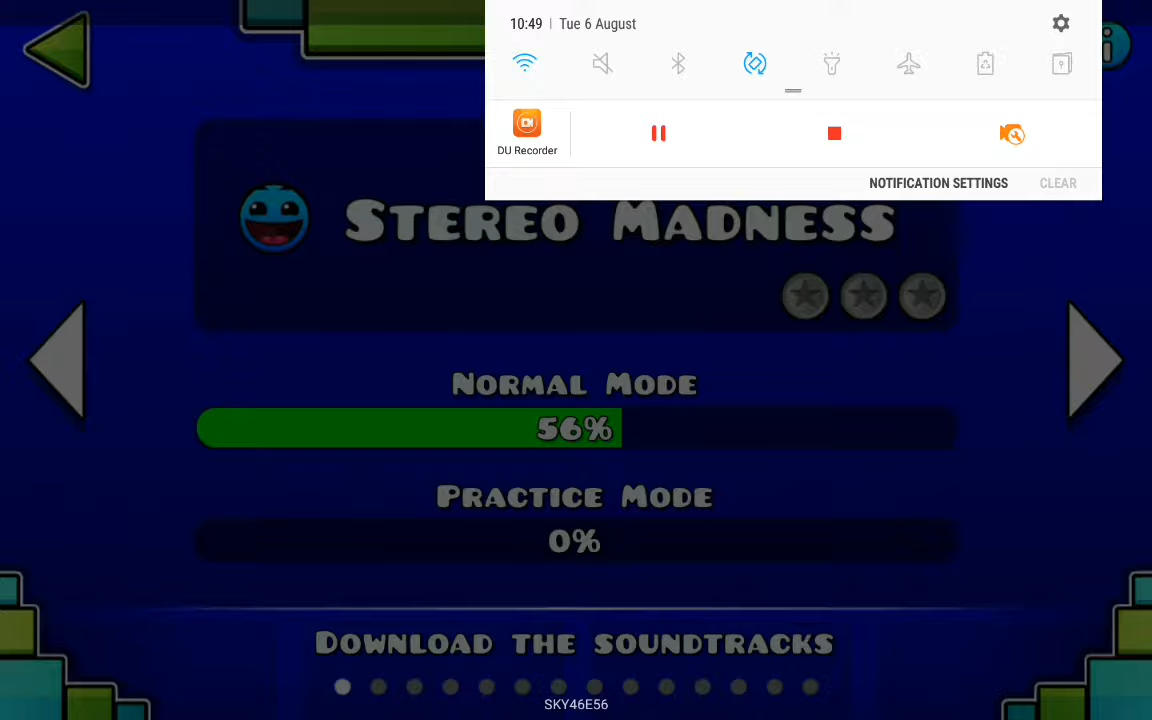 10:49 | Tue 6 August
DU Recorder
NOTIFICATION SETTINGS CLEAR
STEREO MADNESS
NORMAL MODE
56%
PRACTICE MODE
0%
DOWNLOAD THE SOUNDTRACKS
SKY46E56